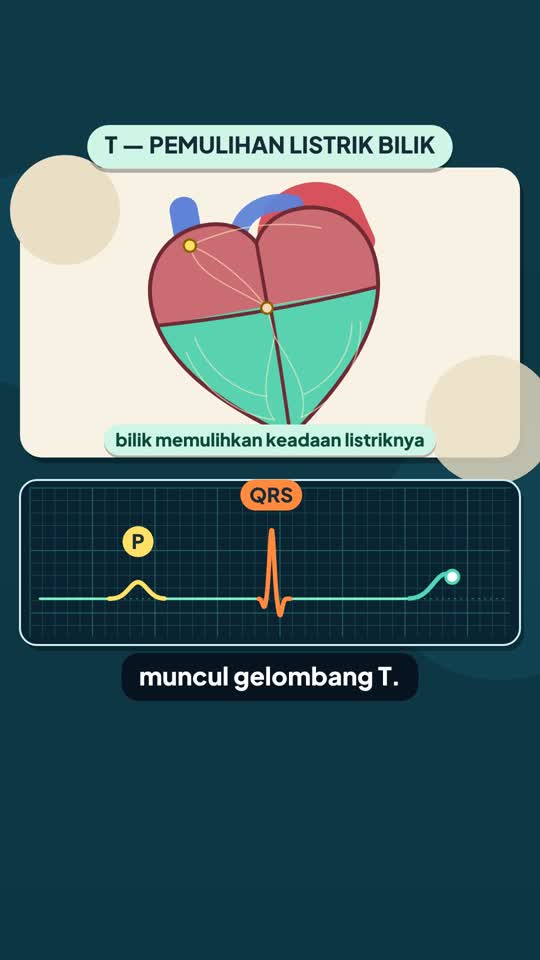 T — PEMULIHAN LISTRIK BILIK
bilik memulihkan keadaan listriknya
QRS
P
muncul gelombang T.